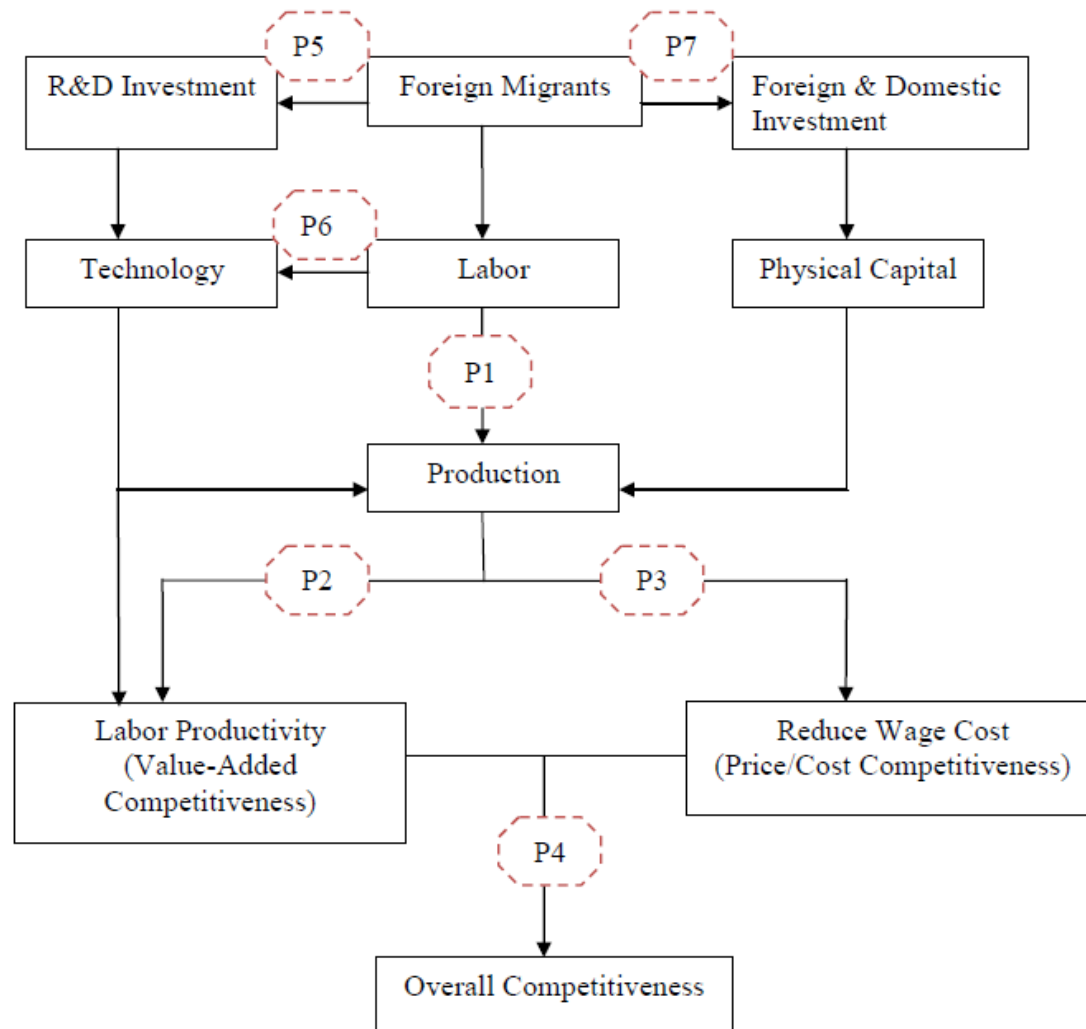 P5
P7
R&D Investment
Foreign Migrants
Foreign & Domestic
Investment
P6
Technology
Labor
Physical Capital
P1
Production
P2
P3
Labor Productivity
(Value-Added
Competitiveness)
Reduce Wage Cost
(Price/Cost Competitiveness)
P4
Overall Competitiveness